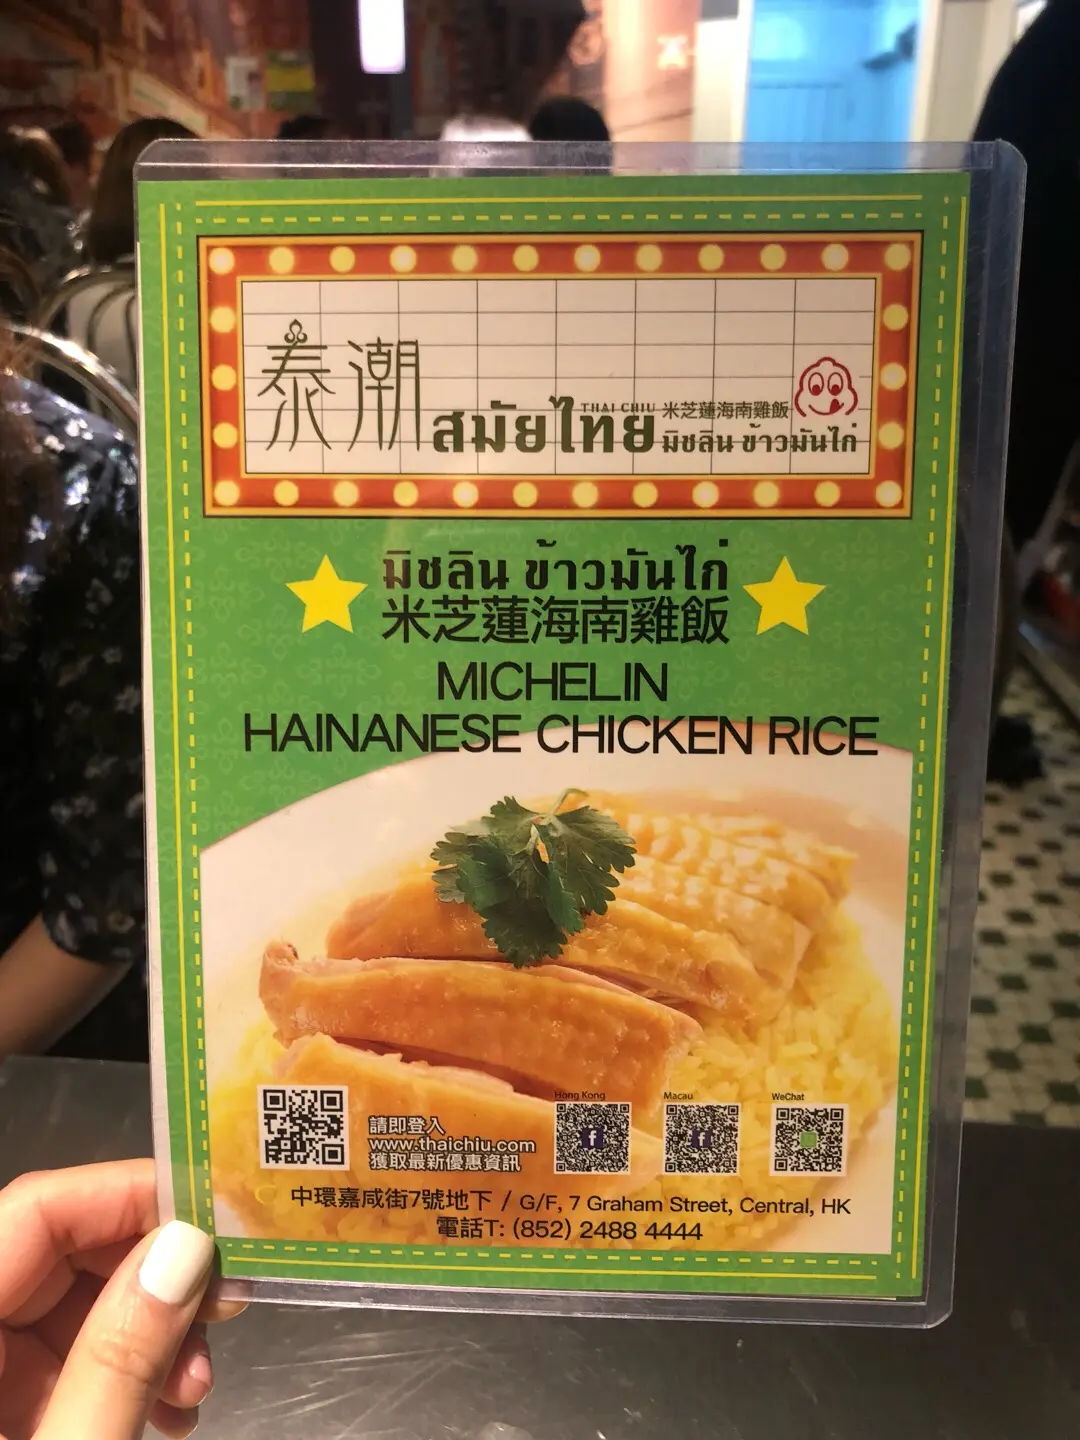 泰潮
สมัยไทย
THAI CHIU
米芝蓮海南雞飯
มิชลิน ข้าวมันไก่
มิชลิน ข้าวมันไก่
米芝蓮海南雞飯
MICHELIN
HAINANESE CHICKEN RICE
請即登入
www.thaichiu.com
獲取最新優惠資訊
Hong Kong
Macau
WeChat
中環嘉咸街7號地下 / G/F, 7 Graham Street, Central, HK
電話T: (852) 2488 4444